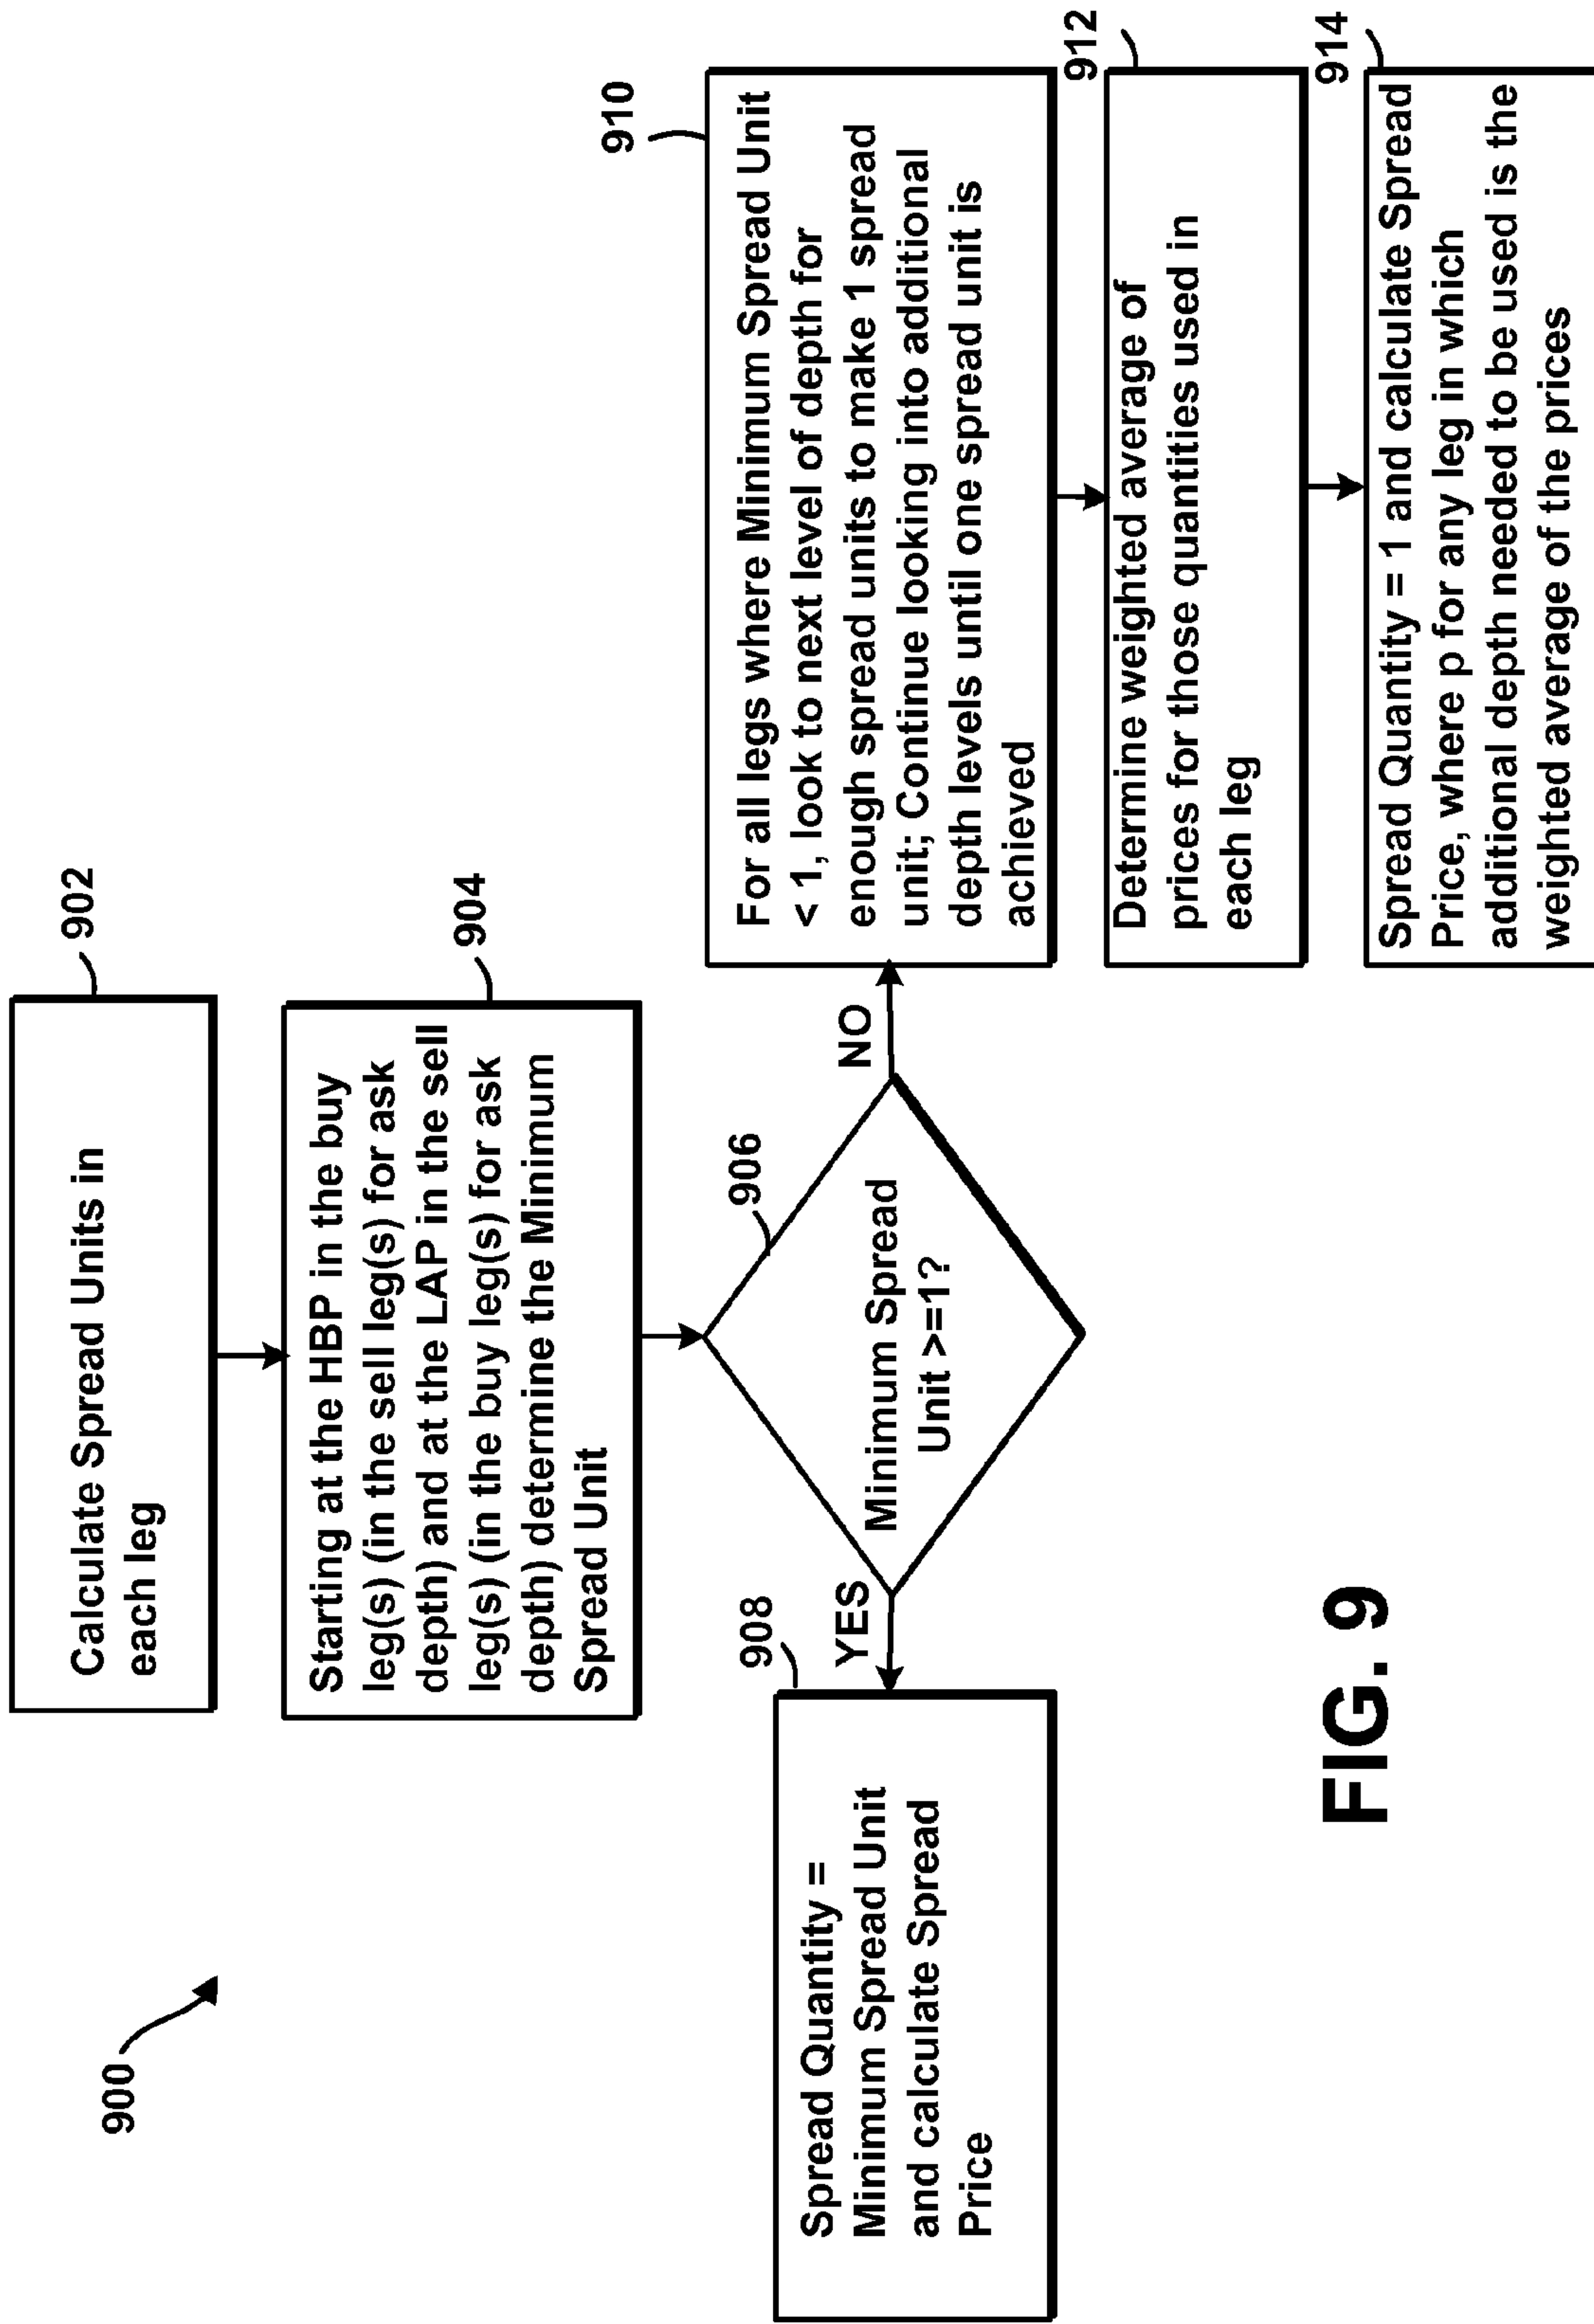 900
902
Calculate Spread Units in
each leg
904
Starting at the HBP in the buy
leg(s) (in the sell leg(s) for ask
depth) and at the LAP in the sell
leg(s) (in the buy leg(s) for ask
depth) determine the Minimum
Spread Unit
906
Minimum Spread
Unit >=1?
YES
NO
908
Spread Quantity =
Minimum Spread Unit
and calculate Spread
Price
910
For all legs where Minimum Spread Unit
< 1, look to next level of depth for
enough spread units to make 1 spread
unit; Continue looking into additional
depth levels until one spread unit is
achieved
912
Determine weighted average of
prices for those quantities used in
each leg
914
Spread Quantity = 1 and calculate Spread
Price, where p for any leg in which
additional depth needed to be used is the
weighted average of the prices
FIG. 9